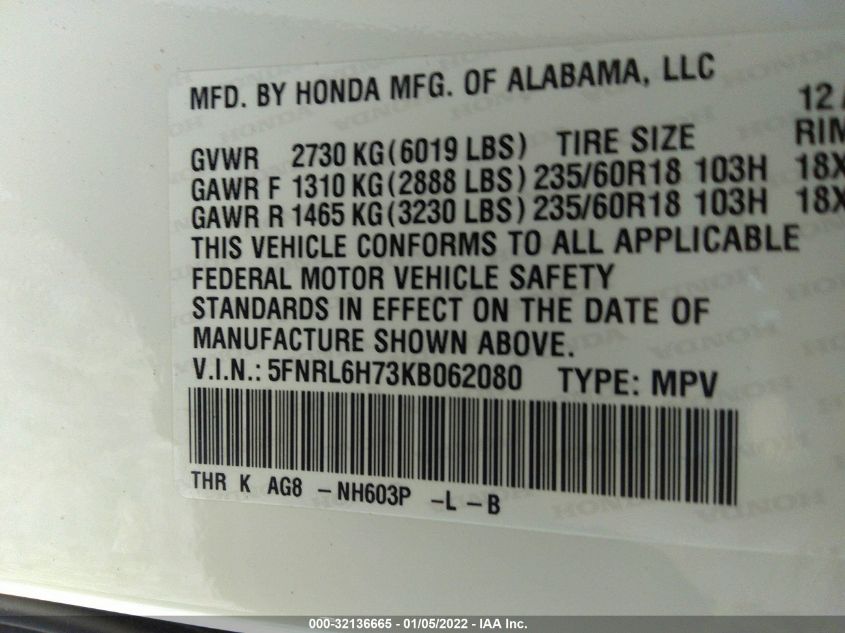 MFD. BY HONDA MFG. OF ALABAMA, LLC
12
GVWR 2730 KG (6019 LBS) TIRE SIZE RIM
GAWR F 1310 KG (2888 LBS) 235/60R18 103H 18X
GAWR R 1465 KG (3230 LBS) 235/60R18 103H 18X
THIS VEHICLE CONFORMS TO ALL APPLICABLE
FEDERAL MOTOR VEHICLE SAFETY
STANDARDS IN EFFECT ON THE DATE OF
MANUFACTURE SHOWN ABOVE.
V.I.N.: 5FNRL6H73KB062080 TYPE: MPV
THR K AG8 - NH603P - L - B
000-32136665 - 01/05/2022 - IAA Inc.